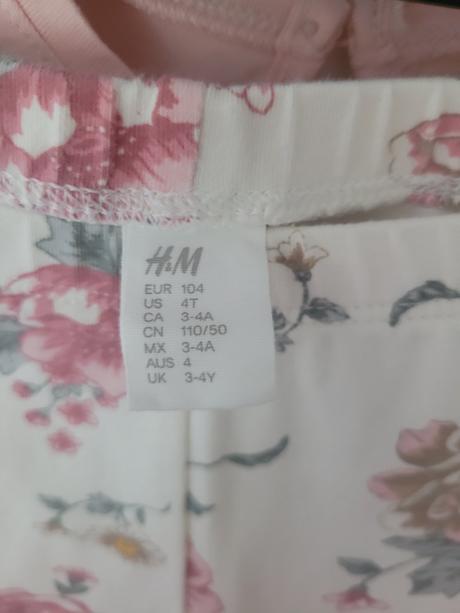 H&M
EUR 104
US 4T
CA 3-4A
CN 110/50
MX 3-4A
AUS 4
UK 3-4Y